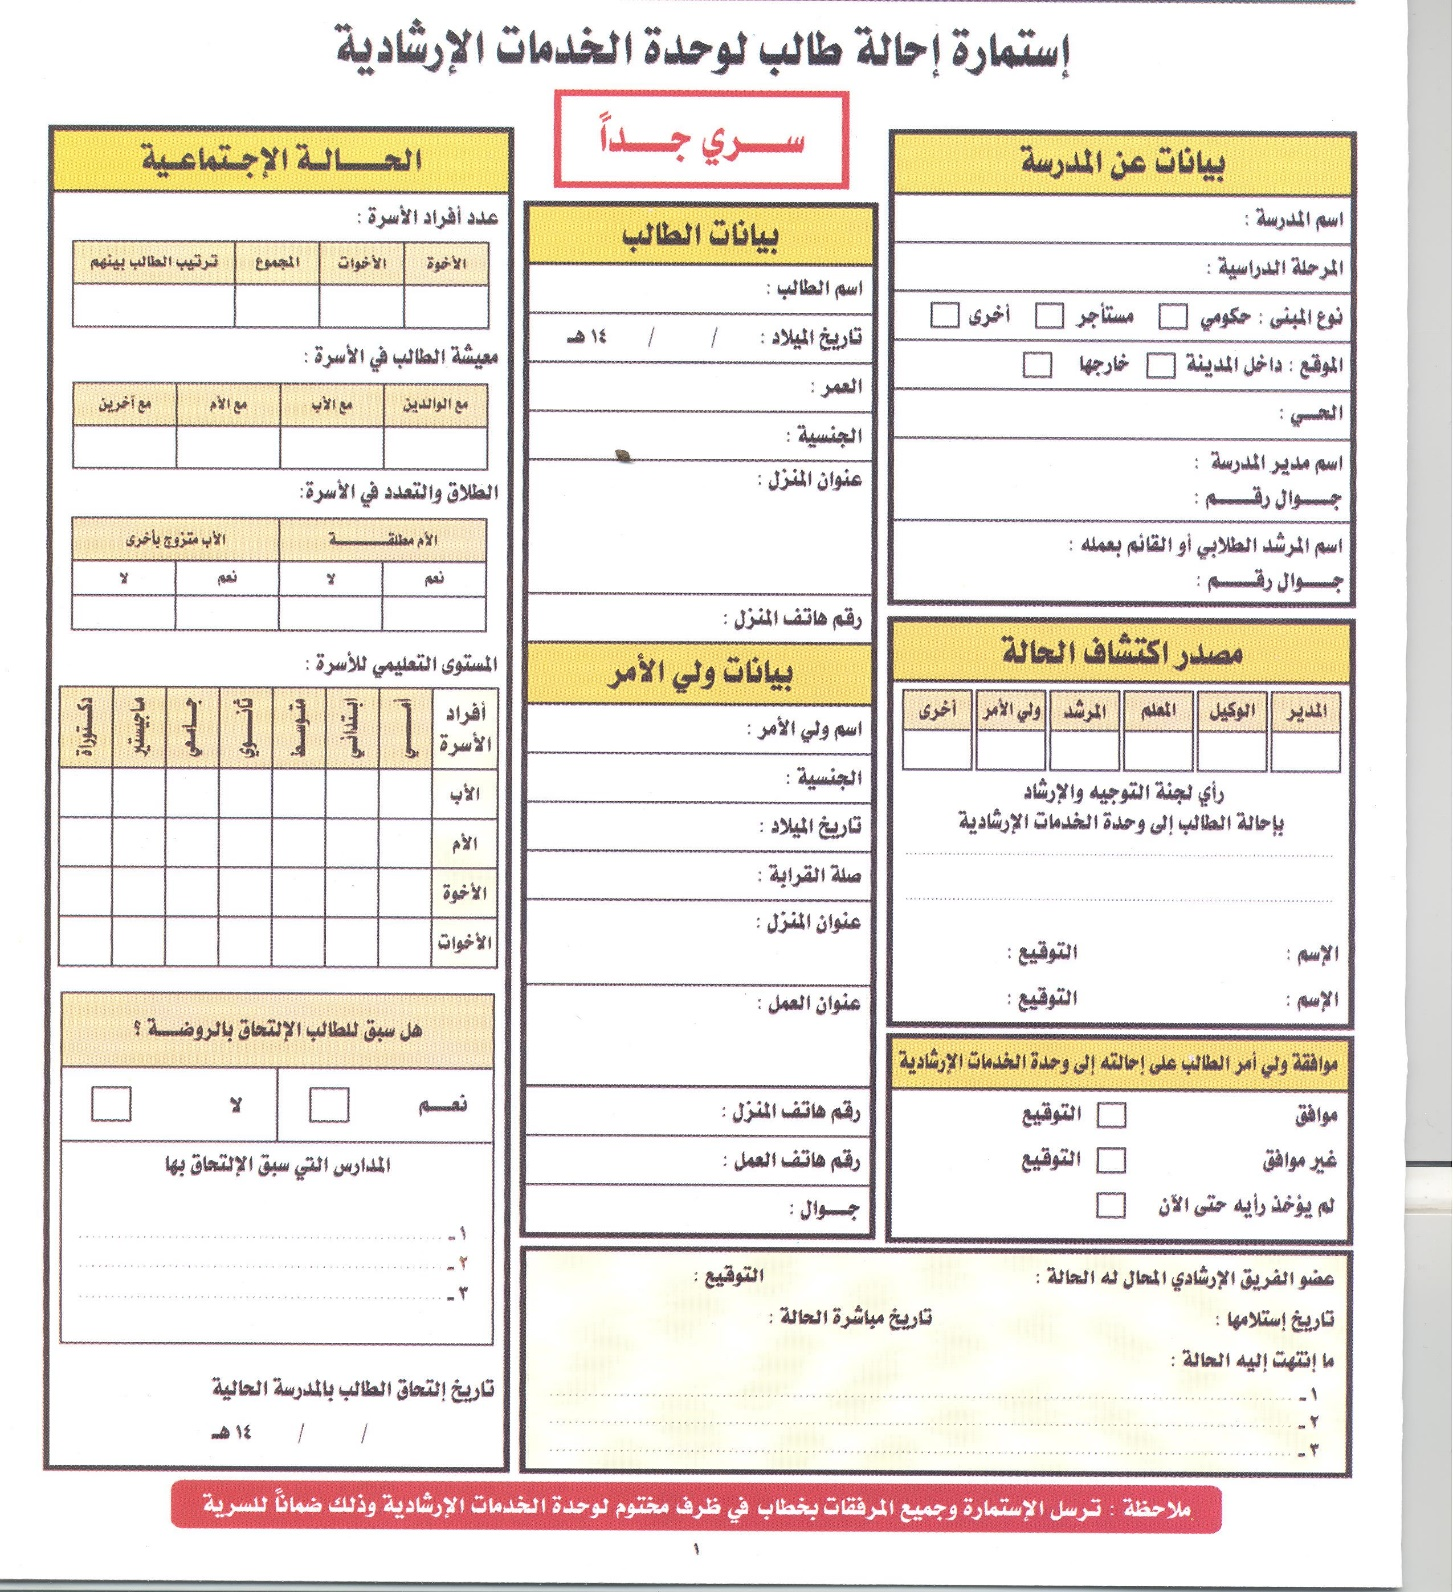 إستمارة إحالة طالب لوحدة الخدمات الإرشادية
سري جداً
بيانات عن المدرسة
اسم المدرسة :
المرحلة الدراسية :
نوع المبنى : حكومي مستأجر أخرى
الموقع : داخل المدينة خارجها
الحي :
اسم مدير المدرسة :
جوال رقم :
اسم المرشد الطلابي أو القائم بعمله :
جوال رقم :
مصدر اكتشاف الحالة
المدير الوكيل المعلم المرشد ولي الأمر أخرى
رأي لجنة التوجيه والإرشاد
بإحالة الطالب إلى وحدة الخدمات الإرشادية
الإسم : التوقيع :
الإسم : التوقيع :
موافقة ولي أمر الطالب على إحالته إلى وحدة الخدمات الإرشادية
موافق التوقيع
غير موافق التوقيع
لم يؤخذ رأيه حتى الآن
بيانات الطالب
اسم الطالب :
تاريخ الميلاد : / / ١٤ هـ
العمر :
الجنسية :
عنوان المنزل :
رقم هاتف المنزل :
بيانات ولي الأمر
اسم ولي الأمر :
الجنسية :
تاريخ الميلاد :
صلة القرابة :
عنوان المنزل :
عنوان العمل :
رقم هاتف المنزل :
رقم هاتف العمل :
جوال :
عضو الفريق الإرشادي المحال له الحالة : التوقيع :
تاريخ إستلامها : تاريخ مباشرة الحالة :
ما إنتهت إليه الحالة :
١ـ
٢ـ
٣ـ
الحالة الإجتماعية
عدد أفراد الأسرة :
الأخوة الأخوات المجموع ترتيب الطالب بينهم
معيشة الطالب في الأسرة :
مع الوالدين مع الأب مع الأم مع آخرين
الطلاق والتعدد في الأسرة:
الأم مطلقة الأب متزوج بأخرى
نعم لا نعم لا
المستوى التعليمي للأسرة :
أفراد الأسرة أمي ابتدائي متوسط ثانوي جامعي ماجيستير دكتوراة
الأب
الأم
الأخوة
الأخوات
هل سبق للطالب الإلتحاق بالروضة ؟
نعم لا
المدارس التي سبق الإلتحاق بها
١ـ
٢ـ
٣ـ
تاريخ إلتحاق الطالب بالمدرسة الحالية
/ / ١٤ هـ
ملاحظة : ترسل الإستمارة وجميع المرفقات بخطاب في ظرف مختوم لوحدة الخدمات الإرشادية وذلك ضماناً للسرية
١